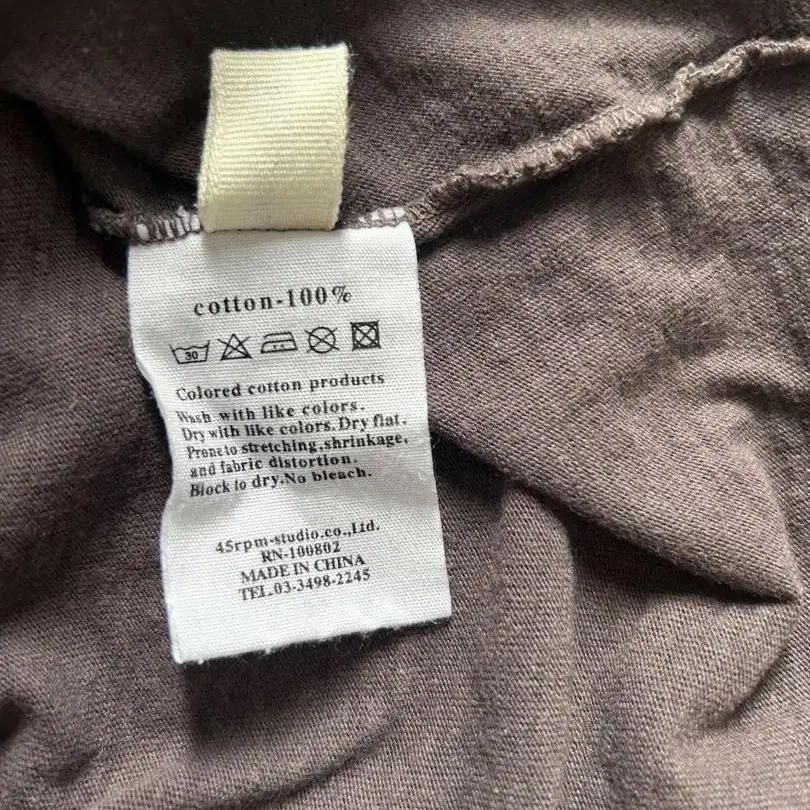 cotton-100%
30
Colored cotton products
Wash with like colors.
Dry with like colors.Dry flat.
Prone to stretching,shrinkage,
and fabric distortion.
Block to dry.No bleach.
45rpm-studio.co.,Ltd.
RN-100802
MADE IN CHINA
TEL.03-3498-2245